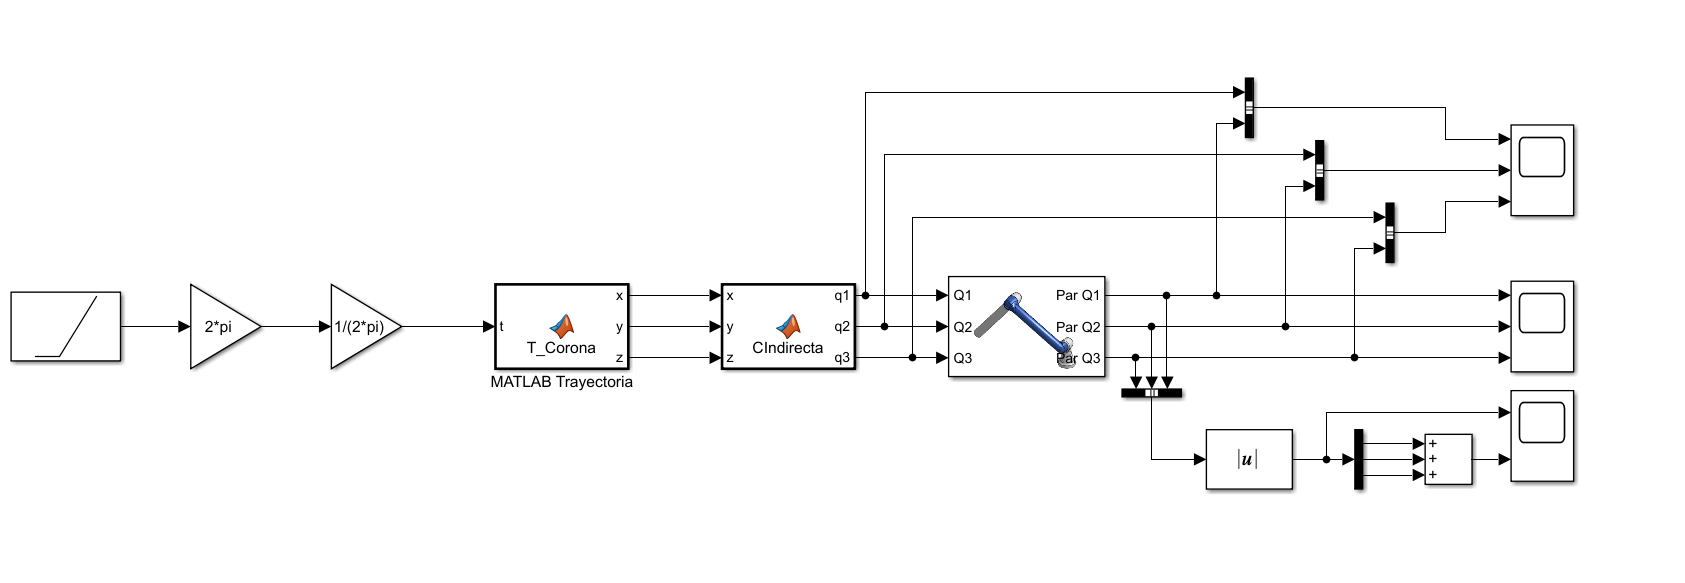 2*pi
1/(2*pi)
t
x
y
z
T_Corona
MATLAB Trayectoria
x
y
z
q1
q2
q3
CIndirecta
Q1
Q2
Q3
Par Q1
Par Q2
Par Q3
|u|
+
+
+